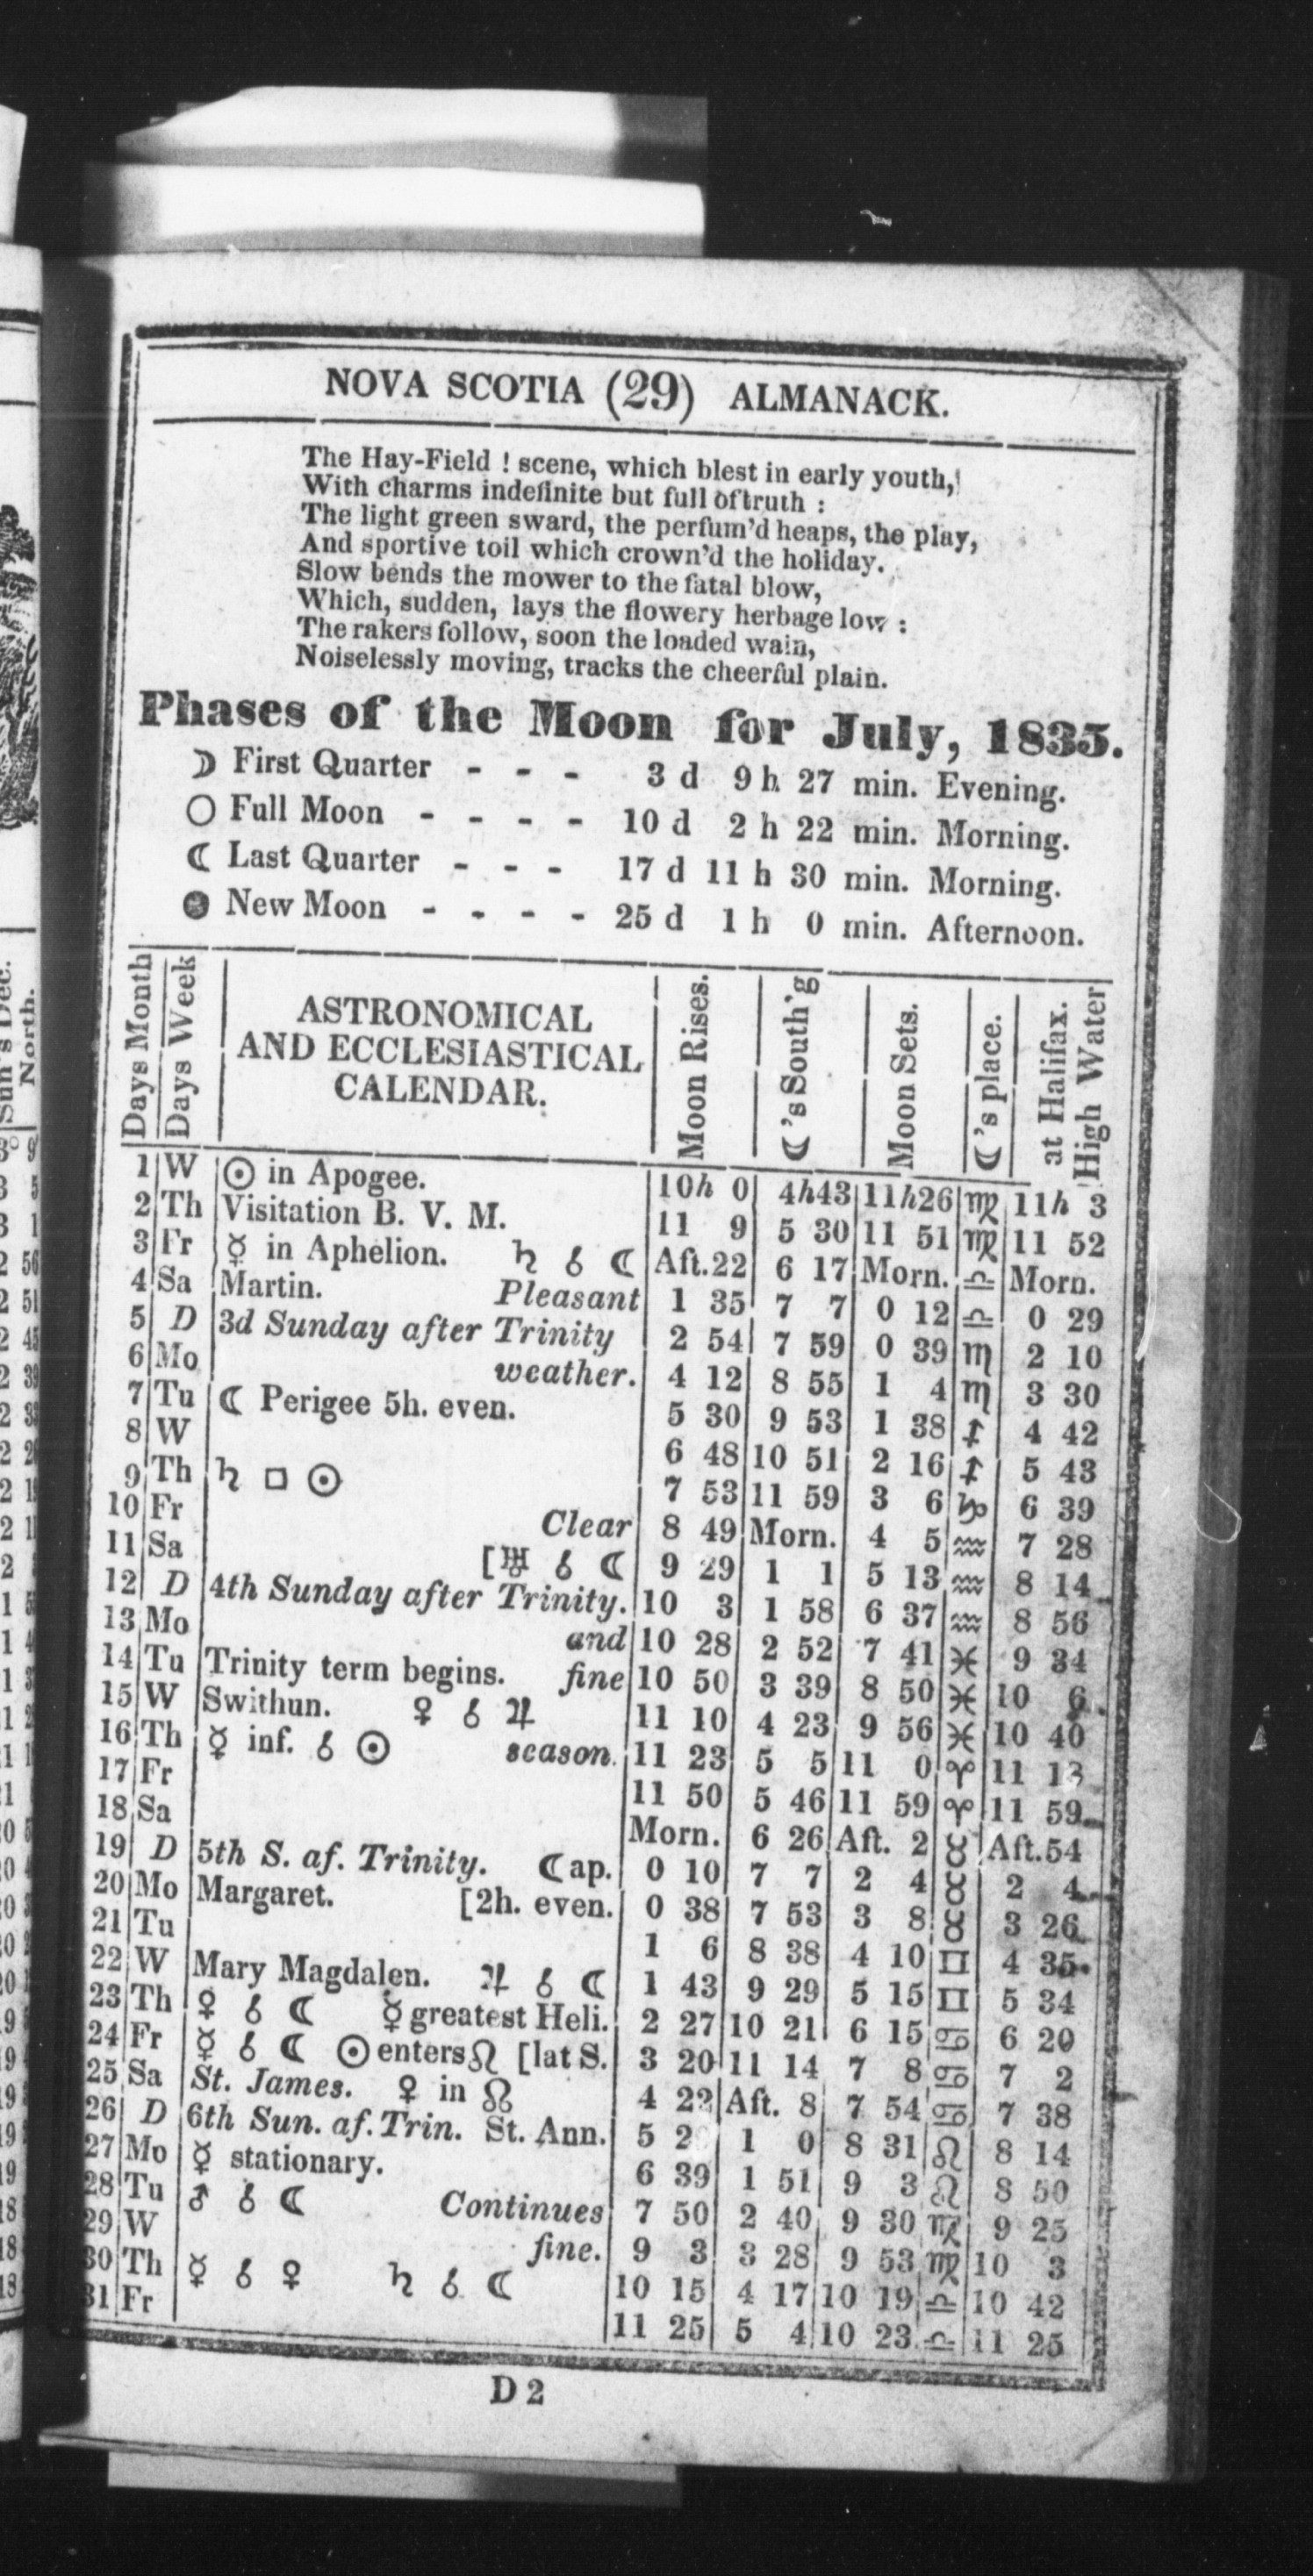 NOVA SCOTIA (29) ALMANACK.
The Hay-Field ! scene, which blest in early youth,
With charms indefinite but full of truth :
The light green sward, the perfum'd heaps, the play,
And sportive toil which crown'd the holiday.
Slow bends the mower to the fatal blow,
Which, sudden, lays the flowery herbage low :
The rakers follow, soon the loaded wain,
Noiselessly moving, tracks the cheerful plain.
Phases of the Moon for July, 1835.
☽ First Quarter - - - 3 d 9 h 27 min. Evening.
○ Full Moon - - - - 10 d 2 h 22 min. Morning.
☾ Last Quarter - - - 17 d 11 h 30 min. Morning.
● New Moon - - - - 25 d 1 h 0 min. Afternoon.
Days Month | Days Week | ASTRONOMICAL AND ECCLESIASTICAL CALENDAR. | Moon Rises. | ☾'s South'g | Moon Sets. | ☾'s place. | High Water at Halifax.
1 W ☉ in Apogee. 10h 0 4h43 11h26 ♍ 11h 3
2 Th Visitation B. V. M. 11 9 5 30 11 51 ♍ 11 52
3 Fr ☿ in Aphelion. ♄ ☌ ☾ Aft.22 6 17 Morn. ♎ Morn.
4 Sa Martin. Pleasant 1 35 7 7 0 12 ♎ 0 29
5 D 3d Sunday after Trinity 2 54 7 59 0 39 ♏ 2 10
6 Mo weather. 4 12 8 55 1 4 ♏ 3 30
7 Tu ☾ Perigee 5h. even. 5 30 9 53 1 38 ♐ 4 42
8 W 6 48 10 51 2 16 ♐ 5 43
9 Th ♄ □ ☉ 7 53 11 59 3 6 ♑ 6 39
10 Fr Clear 8 49 Morn. 4 5 ♒ 7 28
11 Sa [♅ ☌ ☾ 9 29 1 1 5 13 ♒ 8 14
12 D 4th Sunday after Trinity. 10 3 1 58 6 37 ♒ 8 56
13 Mo and 10 28 2 52 7 41 ♓ 9 34
14 Tu Trinity term begins. fine 10 50 3 39 8 50 ♓ 10 6
15 W Swithun. ♀ ☌ ♃ 11 10 4 23 9 56 ♓ 10 40
16 Th ☿ inf. ☌ ☉ season. 11 23 5 5 11 0 ♈ 11 13
17 Fr 11 50 5 46 11 59 ♈ 11 59
18 Sa Morn. 6 26 Aft. 2 ♉ Aft.54
19 D 5th S. af. Trinity. ☾ap. 0 10 7 7 2 4 ♉ 2 4
20 Mo Margaret. [2h. even. 0 38 7 53 3 8 ♉ 3 26
21 Tu 1 6 8 38 4 10 ♊ 4 35
22 W Mary Magdalen. ♃ ☌ ☾ 1 43 9 29 5 15 ♊ 5 34
23 Th ♀ ☌ ☾ ☿ greatest Heli. 2 27 10 21 6 15 ♋ 6 20
24 Fr ☿ ☌ ☾ ☉ enters ♌ [lat S. 3 20 11 14 7 8 ♋ 7 2
25 Sa St. James. ♀ in ☊ 4 22 Aft. 8 7 54 ♋ 7 38
26 D 6th Sun. af. Trin. St. Ann. 5 1 0 8 31 ♌ 8 14
27 Mo ☿ stationary. 6 39 1 51 9 3 ♌ 8 50
28 Tu ♂ ☌ ☾ Continues 7 50 2 40 9 30 ♍ 9 25
29 W fine. 9 3 3 28 9 53 ♍ 10 3
30 Th ☿ ☌ ♀ ♄ ☌ ☾ 10 15 4 17 10 19 ♎ 10 42
31 Fr 11 25 5 4 10 23 ♎ 11 25
D 2
Sun's Dec.
North.